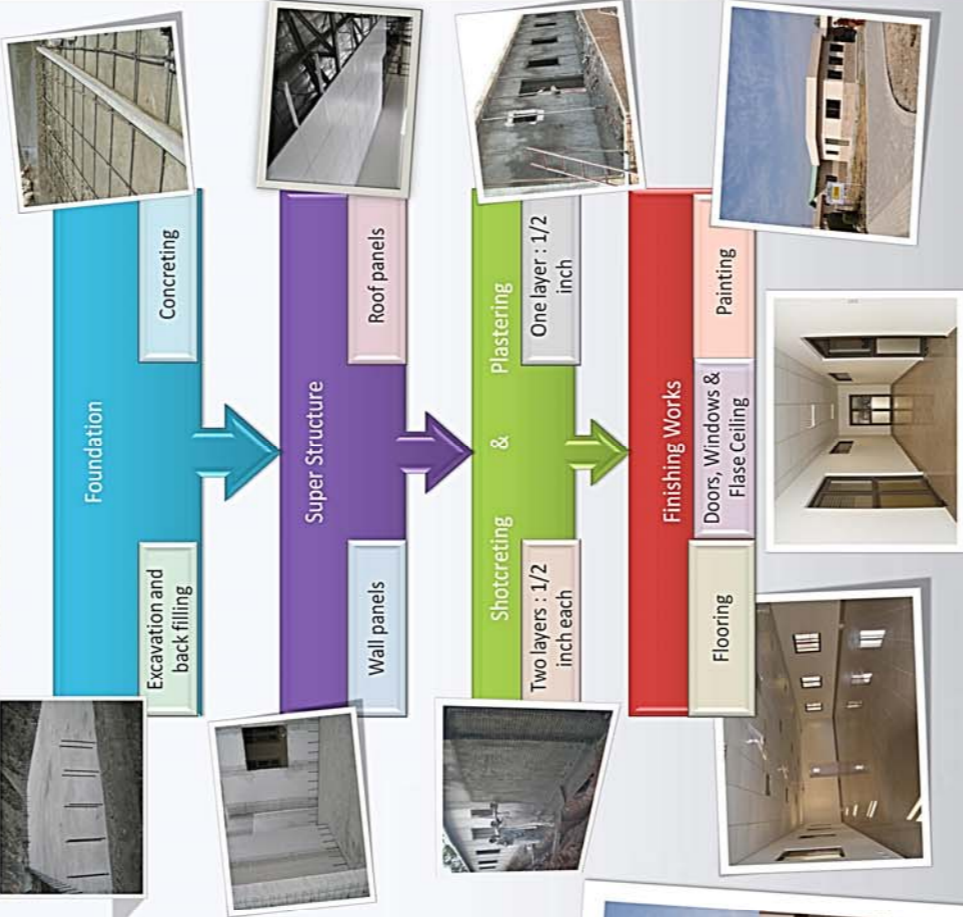 Foundation
Excavation and
back filling
Concreting
Super Structure
Wall panels
Roof panels
Shotcreting & Plastering
Two layers : 1/2
inch each
One layer : 1/2
inch
Finishing Works
Flooring
Doors, Windows &
Flase Ceiling
Painting